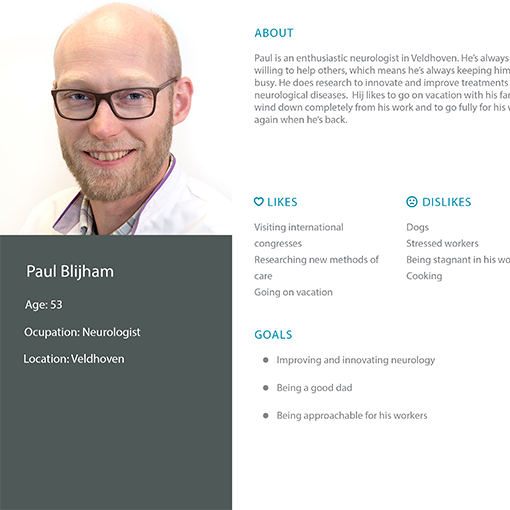 ABOUT
Paul is an enthusiastic neurologist in Veldhoven. He's always
willing to help others, which means he's always keeping him
busy. He does research to innovate and improve treatments
neurological diseases. Hij likes to go on vacation with his
wind down completely from his work and to go fully for his
again when he's back.
LIKES
Visiting international
congresses
Researching new methods of
care
Going on vacation
DISLIKES
Dogs
Stressed workers
Being stagnant in his
Cooking
GOALS
Improving and innovating neurology
Being a good dad
Being approachable for his workers
Paul Blijham
Age: 53
Ocupation: Neurologist
Location: Veldhoven